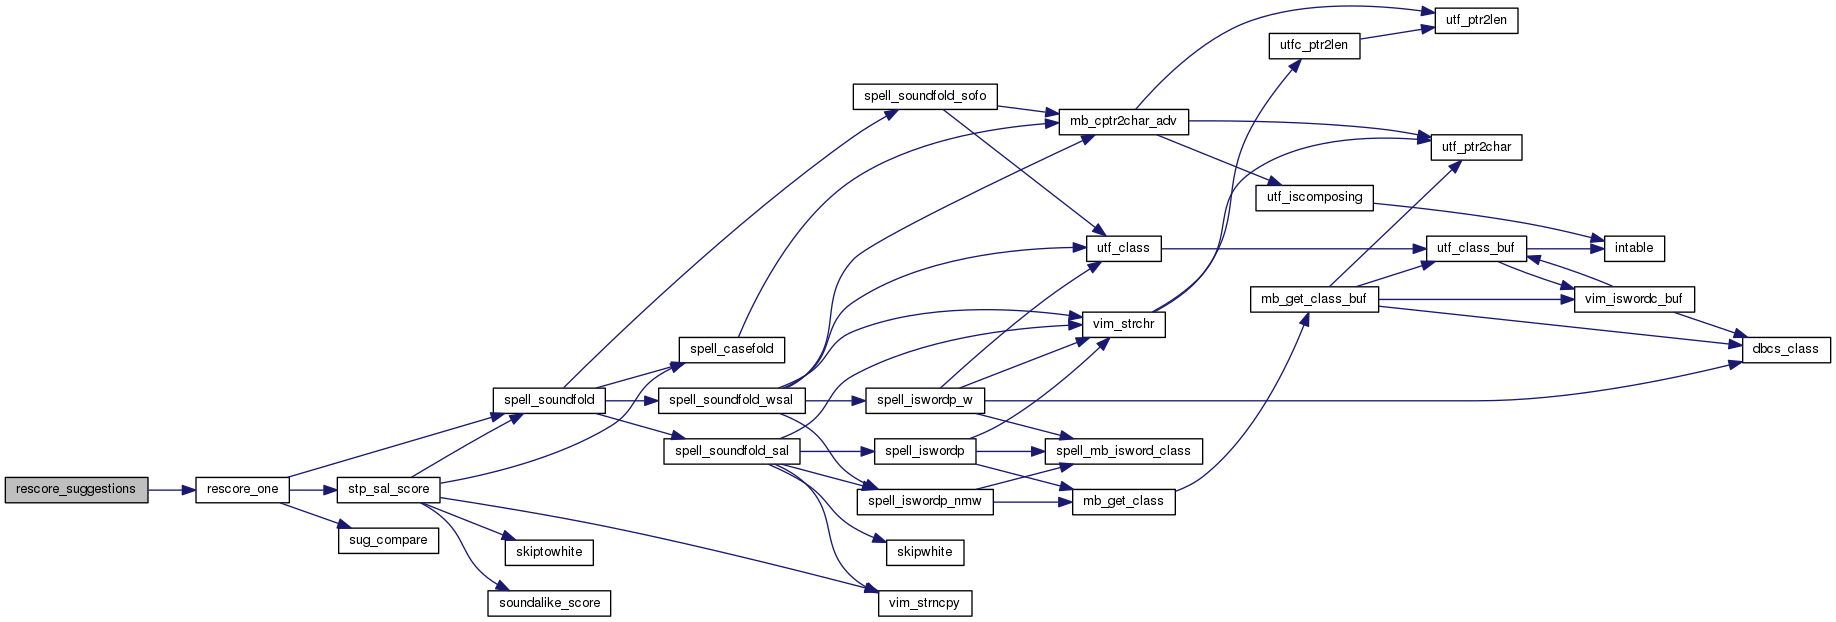 utf_ptr2len
utfc_ptr2len
spell_soundfold_sofo
mb_cptr2char_adv
utf_ptr2char
utf_iscomposing
utf_class
utf_class_buf
intable
mb_get_class_buf
vim_iswordc_buf
vim_strchr
spell_casefold
dbcs_class
spell_soundfold
spell_soundfold_wsal
spell_iswordp_w
spell_soundfold_sal
spell_iswordp
spell_mb_isword_class
rescore_suggestions
rescore_one
stp_sal_score
spell_iswordp_nmw
mb_get_class
sug_compare
skiptowhite
skipwhite
soundalike_score
vim_strncpy